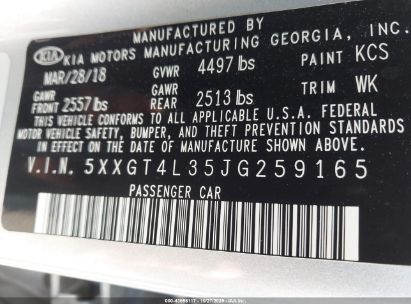 MANUFACTURED BY
KIA KIA MOTORS MANUFACTURING GEORGIA, INC.
MAR/28/18 GVWR 4497 lbs PAINT KCS
GAWR FRONT 2557 lbs GAWR REAR 2513 lbs TRIM WK
THIS VEHICLE CONFORMS TO ALL APPLICABLE U.S.A. FEDERAL
MOTOR VEHICLE SAFETY, BUMPER, AND THEFT PREVENTION STANDARDS
IN EFFECT ON THE DATE OF MANUFACTURE SHOWN ABOVE.
V.I.N. 5XXGT4L35JG259165
PASSENGER CAR